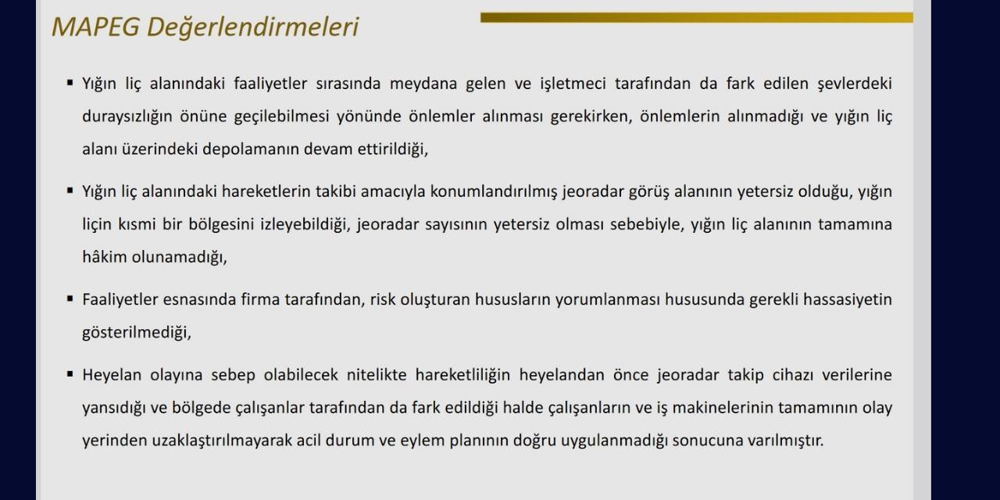 MAPEG Değerlendirmeleri
▪ Yığın liç alanındaki faaliyetler sırasında meydana gelen ve işletmeci tarafından da fark edilen şevlerdeki
duraysızlığın önüne geçilebilmesi yönünde önlemler alınması gerekirken, önlemlerin alınmadığı ve yığın liç
alanı üzerindeki depolamanın devam ettirildiği,
▪ Yığın liç alanındaki hareketlerin takibi amacıyla konumlandırılmış jeoradar görüş alanının yetersiz olduğu, yığın
liçin kısmi bir bölgesini izleyebildiği, jeoradar sayısının yetersiz olması sebebiyle, yığın liç alanının tamamına
hâkim olunamadığı,
▪ Faaliyetler esnasında firma tarafından, risk oluşturan hususların yorumlanması hususunda gerekli hassasiyetin
gösterilmediği,
▪ Heyelan olayına sebep olabilecek nitelikte hareketliliğin heyelandan önce jeoradar takip cihazı verilerine
yansıdığı ve bölgede çalışanlar tarafından da fark edildiği halde çalışanların ve iş makinelerinin tamamının olay
yerinden uzaklaştırılmayarak acil durum ve eylem planının doğru uygulanmadığı sonucuna varılmıştır.